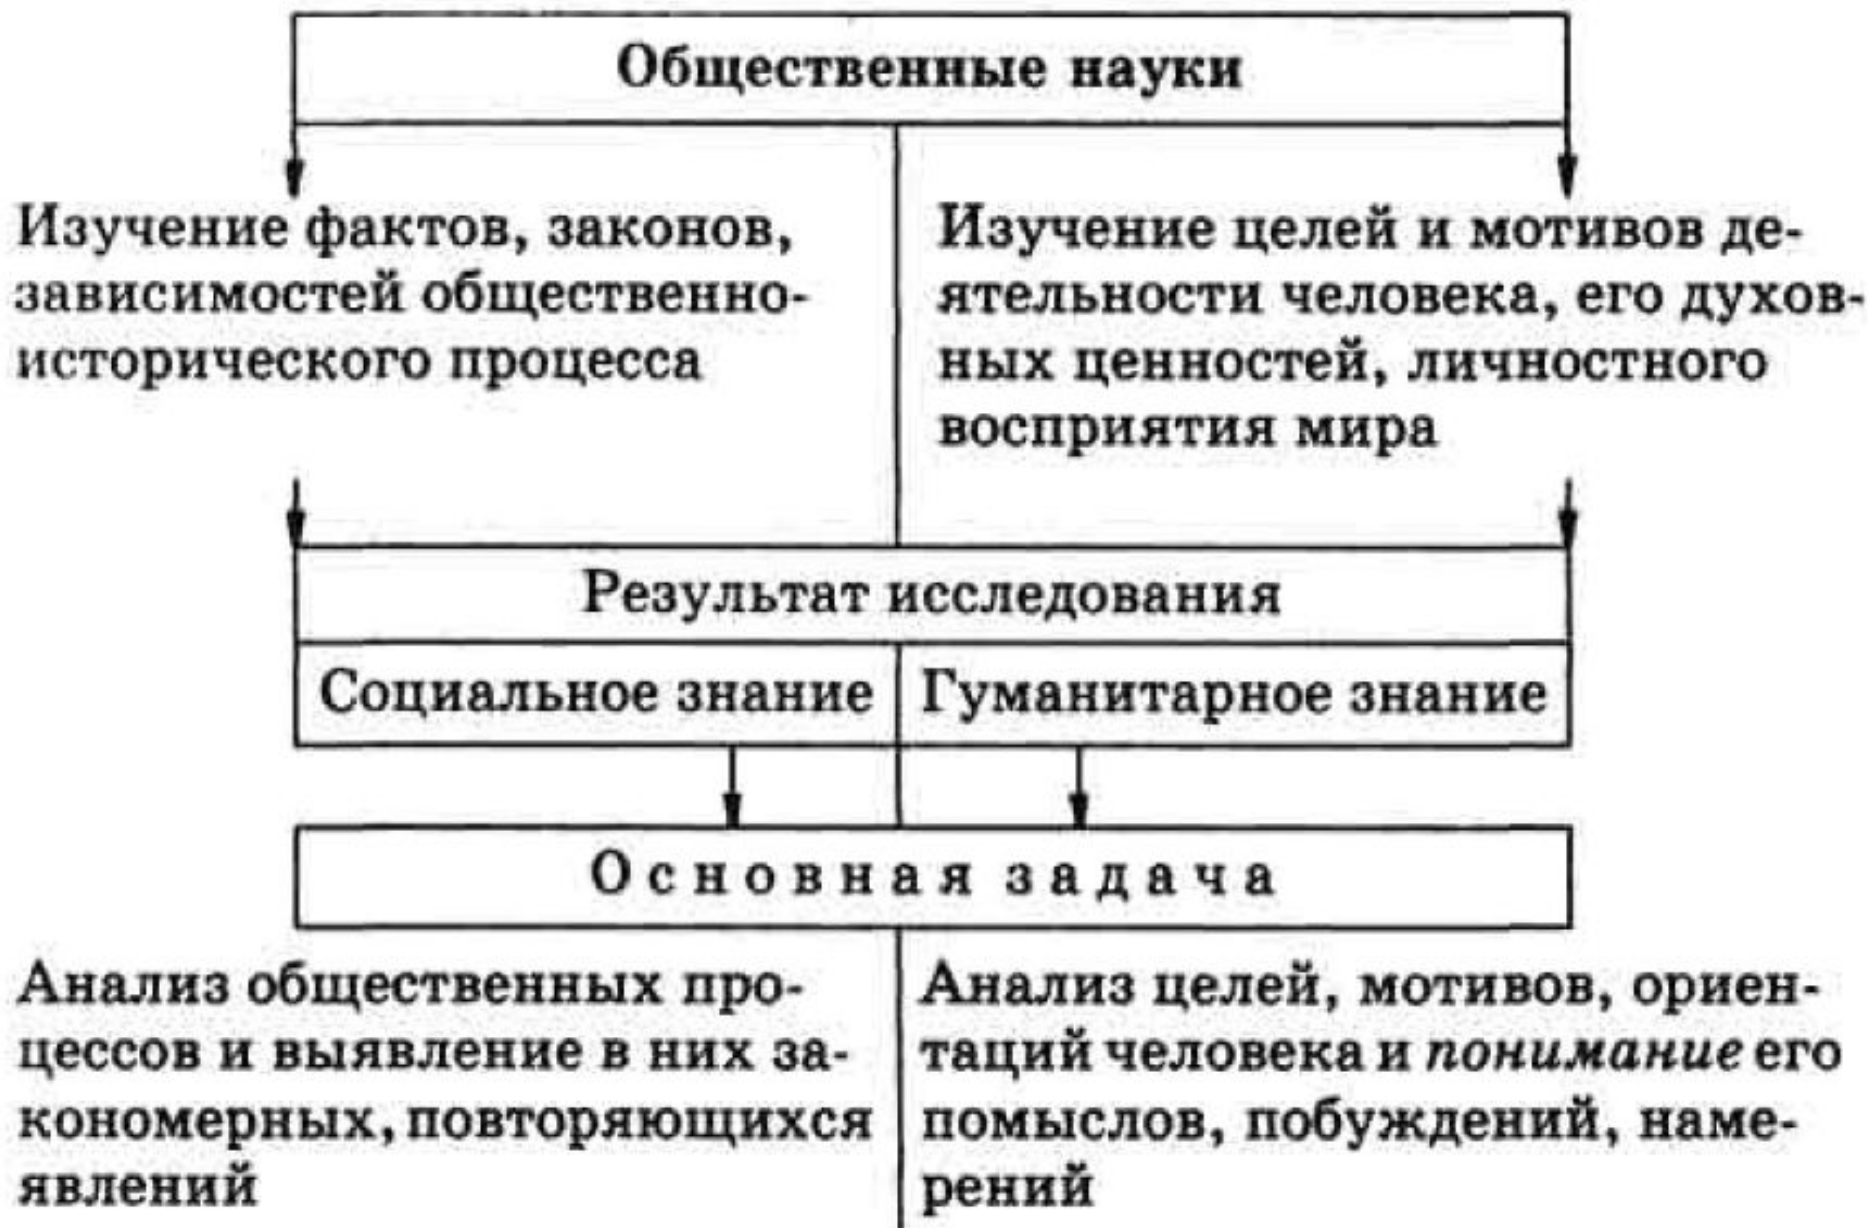 Общественные науки
Изучение фактов, законов,
зависимостей общественно-
исторического процесса
Изучение целей и мотивов де-
ятельности человека, его духов-
ных ценностей, личностного
восприятия мира
Результат исследования
Социальное знание
Гуманитарное знание
Основная задача
Анализ общественных про-
цессов и выявление в них за-
кономерных, повторяющихся
явлений
Анализ целей, мотивов, ориен-
таций человека и понимание его
помыслов, побуждений, наме-
рений